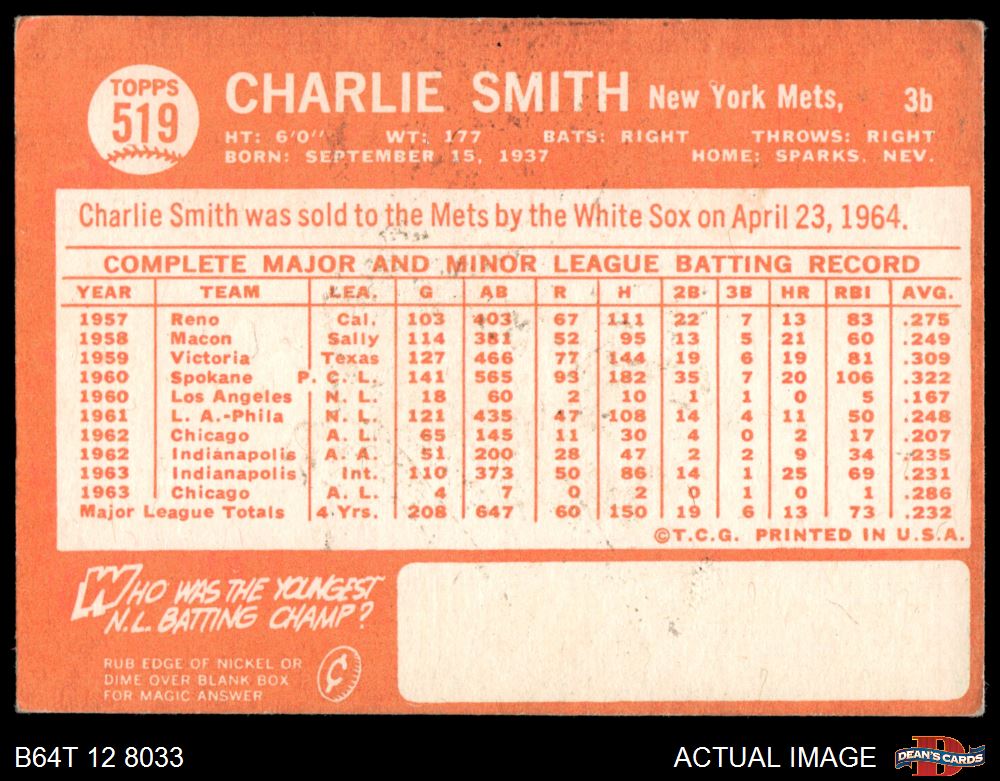 TOPPS
519
CHARLIE SMITH New York Mets, 3b
HT: 6'0" WT: 177 BATS: RIGHT THROWS: RIGHT
BORN: SEPTEMBER 15, 1937 HOME: SPARKS, NEV.
Charlie Smith was sold to the Mets by the White Sox on April 23, 1964.
COMPLETE MAJOR AND MINOR LEAGUE BATTING RECORD
YEAR TEAM LEA. G AB R H 2B 3B HR RBI AVG.
1957 Reno Cal. 103 403 67 111 22 7 13 83 .275
1958 Macon Sally 114 381 52 95 13 5 21 60 .249
1959 Victoria Texas 127 466 77 144 19 6 19 81 .309
1960 Spokane P. C. L. 141 565 93 182 35 7 20 106 .322
1960 Los Angeles N. L. 18 60 2 10 1 1 0 5 .167
1961 L. A.-Phila N. L. 121 435 47 108 14 4 11 50 .248
1962 Chicago A. L. 65 145 11 30 4 0 2 17 .207
1962 Indianapolis A. A. 51 200 28 47 2 2 9 34 .235
1963 Indianapolis Int. 110 373 50 86 14 1 25 69 .231
1963 Chicago A. L. 4 7 0 2 0 1 0 1 .286
Major League Totals 4 Yrs. 208 647 60 150 19 6 13 73 .232
©T.C.G. PRINTED IN U.S.A.
WHO WAS THE YOUNGEST
N.L. BATTING CHAMP?
RUB EDGE OF NICKEL OR
DIME OVER BLANK BOX
FOR MAGIC ANSWER
¢
B64T 12 8033 ACTUAL IMAGE
D
DEAN'S CARDS